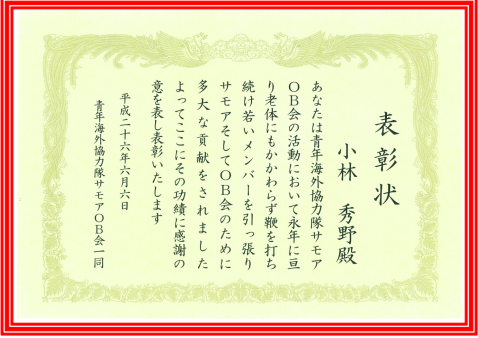 表彰状
小林 秀野殿
あなたは青年海外協力隊サモア
ОB会の活動において永年に亘
り老体にもかかわらず鞭を打ち
続け若いメンバーを引っ張り
サモアそしてОB会のために
多大な貢献をされました
よってここにその功績に感謝の
意を表し表彰いたします
平成二十六年六月六日
青年海外協力隊サモアОB会一同